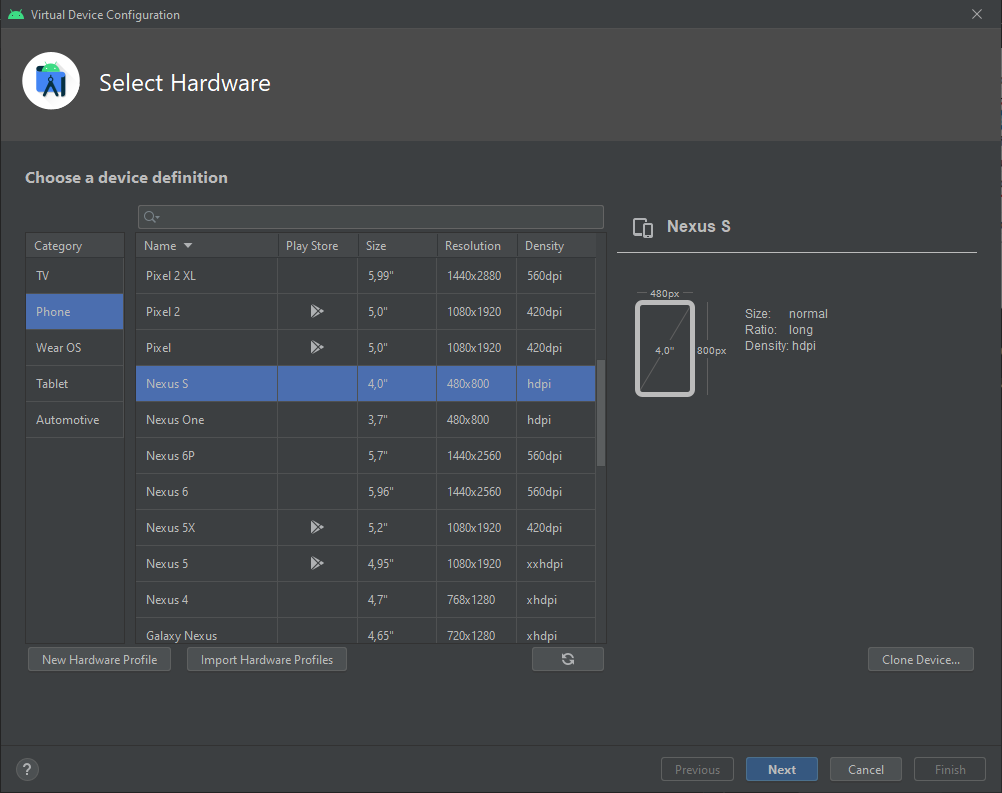 Virtual Device Configuration
Select Hardware
Choose a device definition
Category
TV
Phone
Wear OS
Tablet
Automotive
Name Play Store Size Resolution Density
Pixel 2 XL 5,99" 1440x2880 560dpi
Pixel 2 5,0" 1080x1920 420dpi
Pixel 5,0" 1080x1920 420dpi
Nexus S 4,0" 480x800 hdpi
Nexus One 3,7" 480x800 hdpi
Nexus 6P 5,7" 1440x2560 560dpi
Nexus 6 5,96" 1440x2560 560dpi
Nexus 5X 5,2" 1080x1920 420dpi
Nexus 5 4,95" 1080x1920 xxhdpi
Nexus 4 4,7" 768x1280 xhdpi
Galaxy Nexus 4,65" 720x1280 xhdpi
Nexus S
480px
4,0" 800px
Size: normal
Ratio: long
Density: hdpi
New Hardware Profile Import Hardware Profiles Clone Device...
? Previous Next Cancel Finish